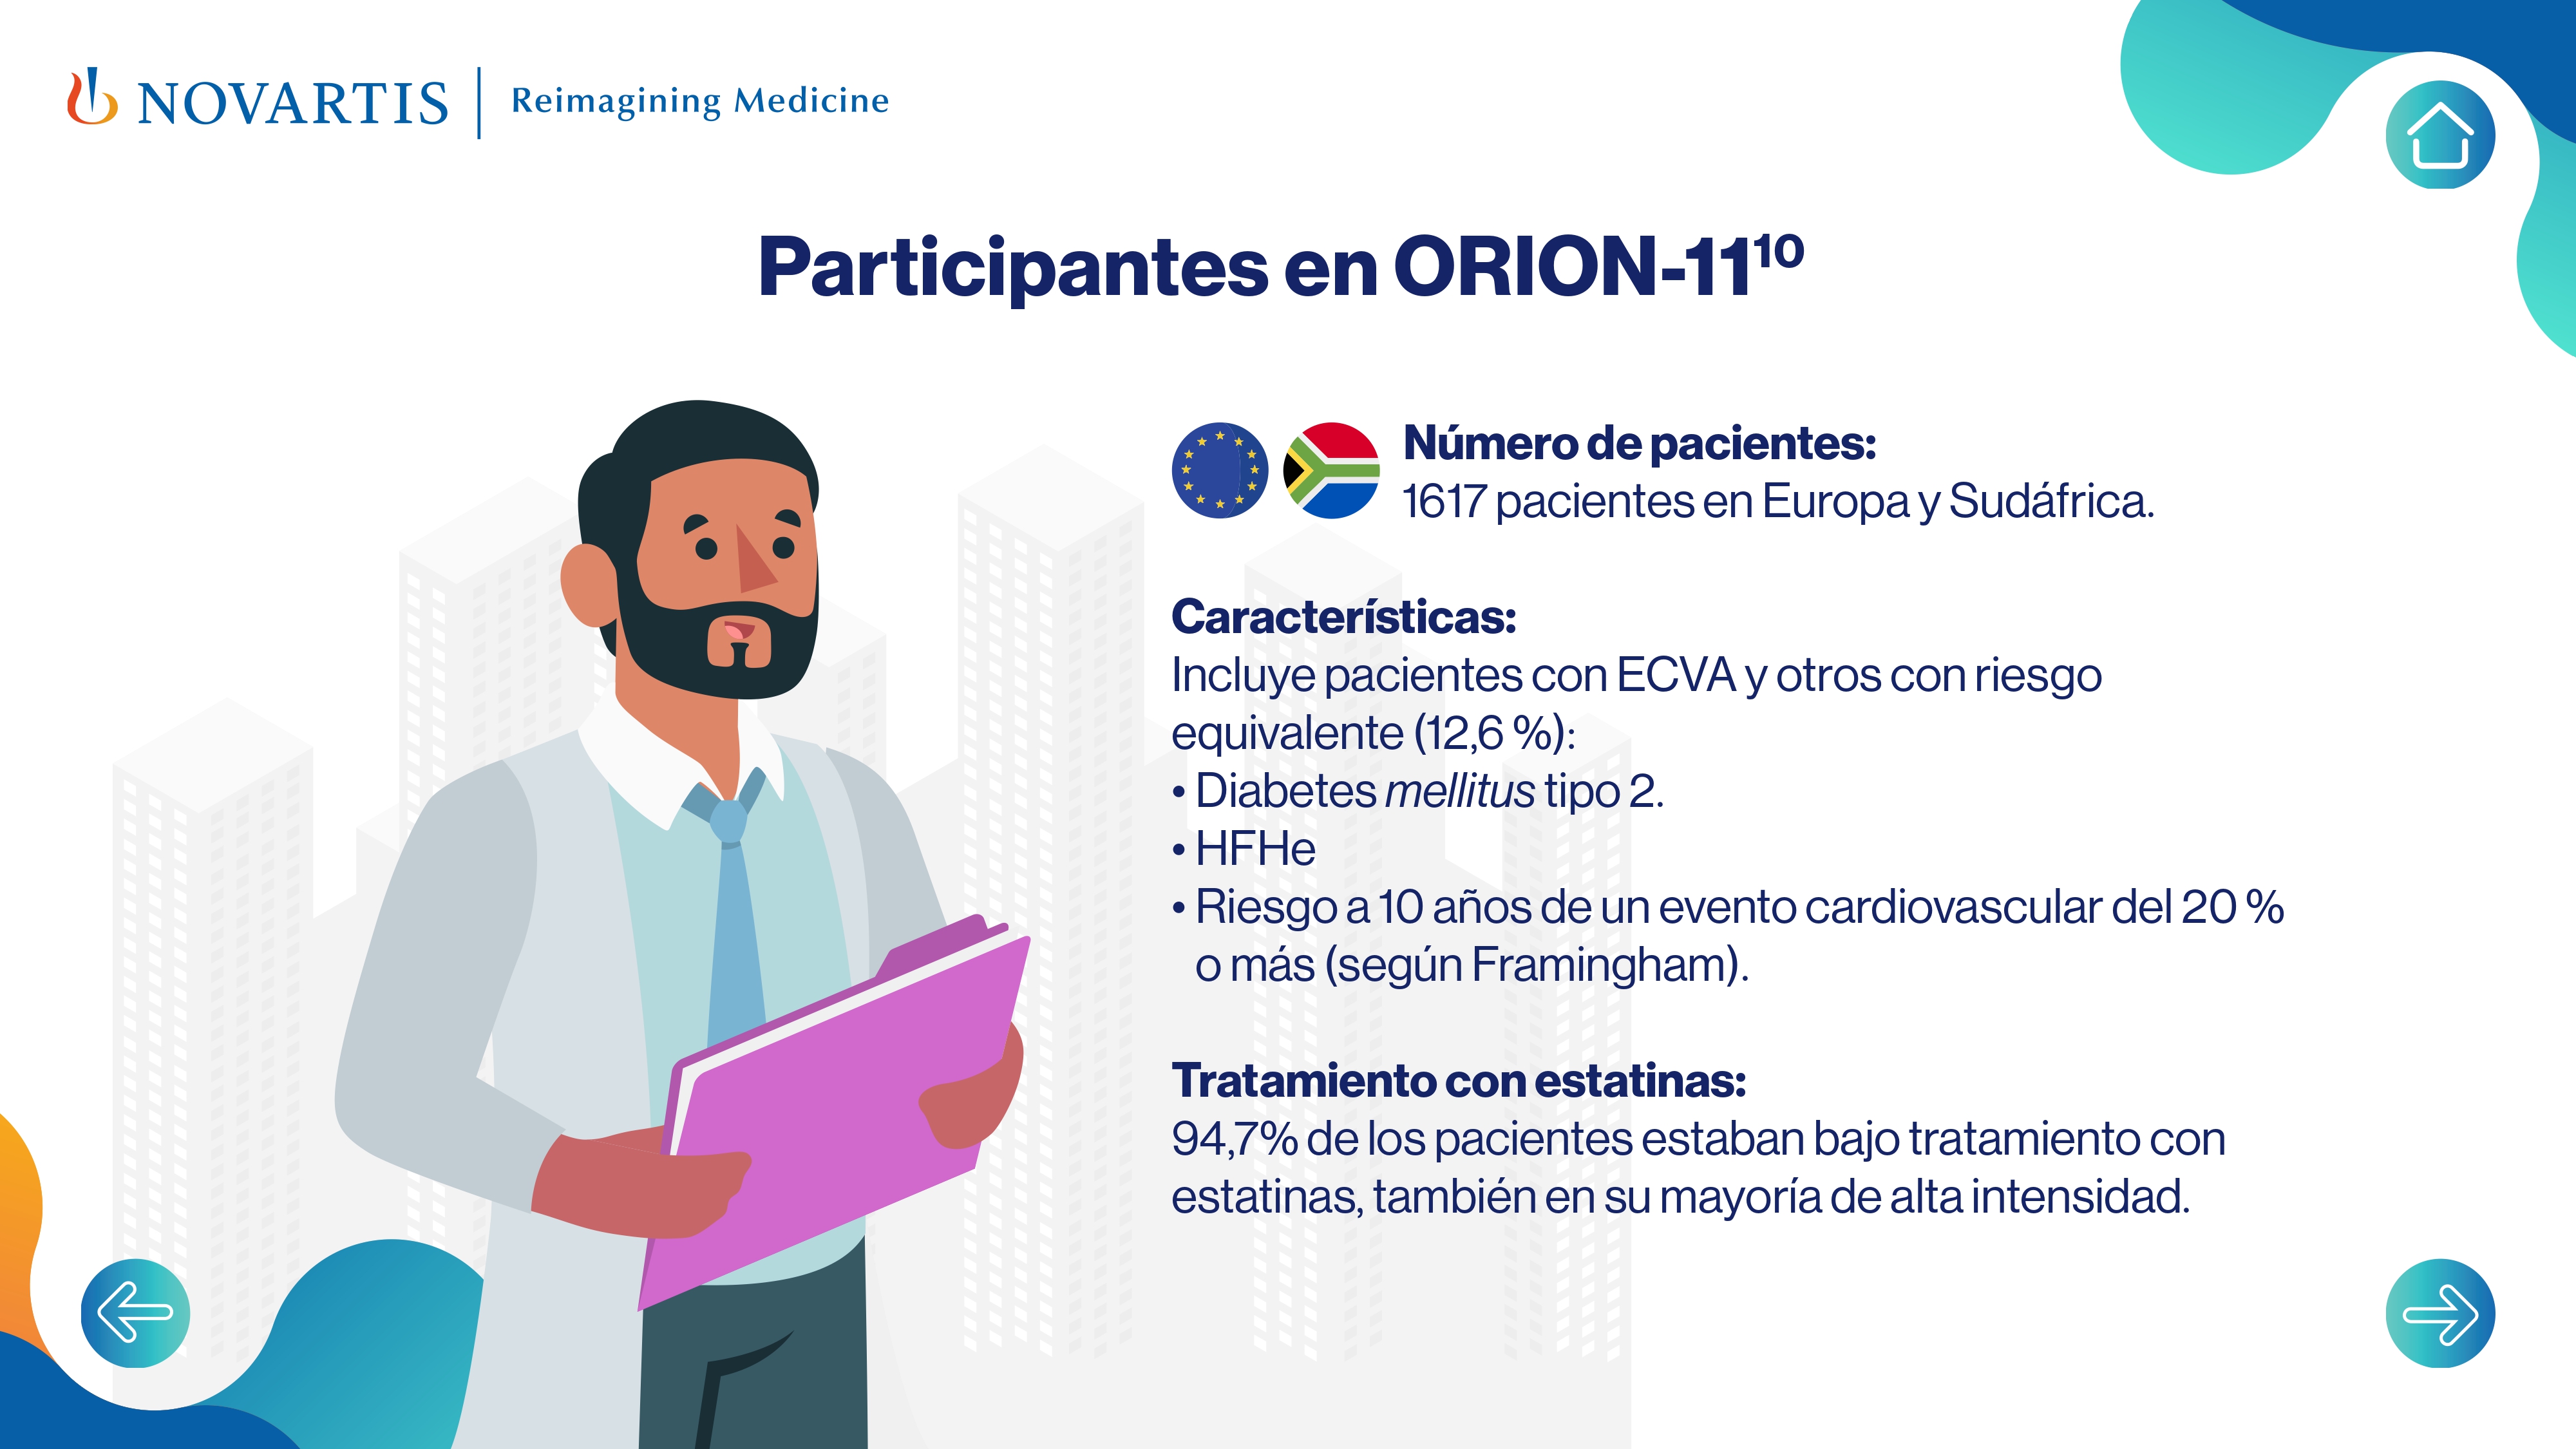 NOVARTIS | Reimagining Medicine
Participantes en ORION-11¹⁰
Número de pacientes:
1617 pacientes en Europa y Sudáfrica.
Características:
Incluye pacientes con ECVA y otros con riesgo
equivalente (12,6 %):
• Diabetes mellitus tipo 2.
• HFHe
• Riesgo a 10 años de un evento cardiovascular del 20 %
o más (según Framingham).
Tratamiento con estatinas:
94,7% de los pacientes estaban bajo tratamiento con
estatinas, también en su mayoría de alta intensidad.